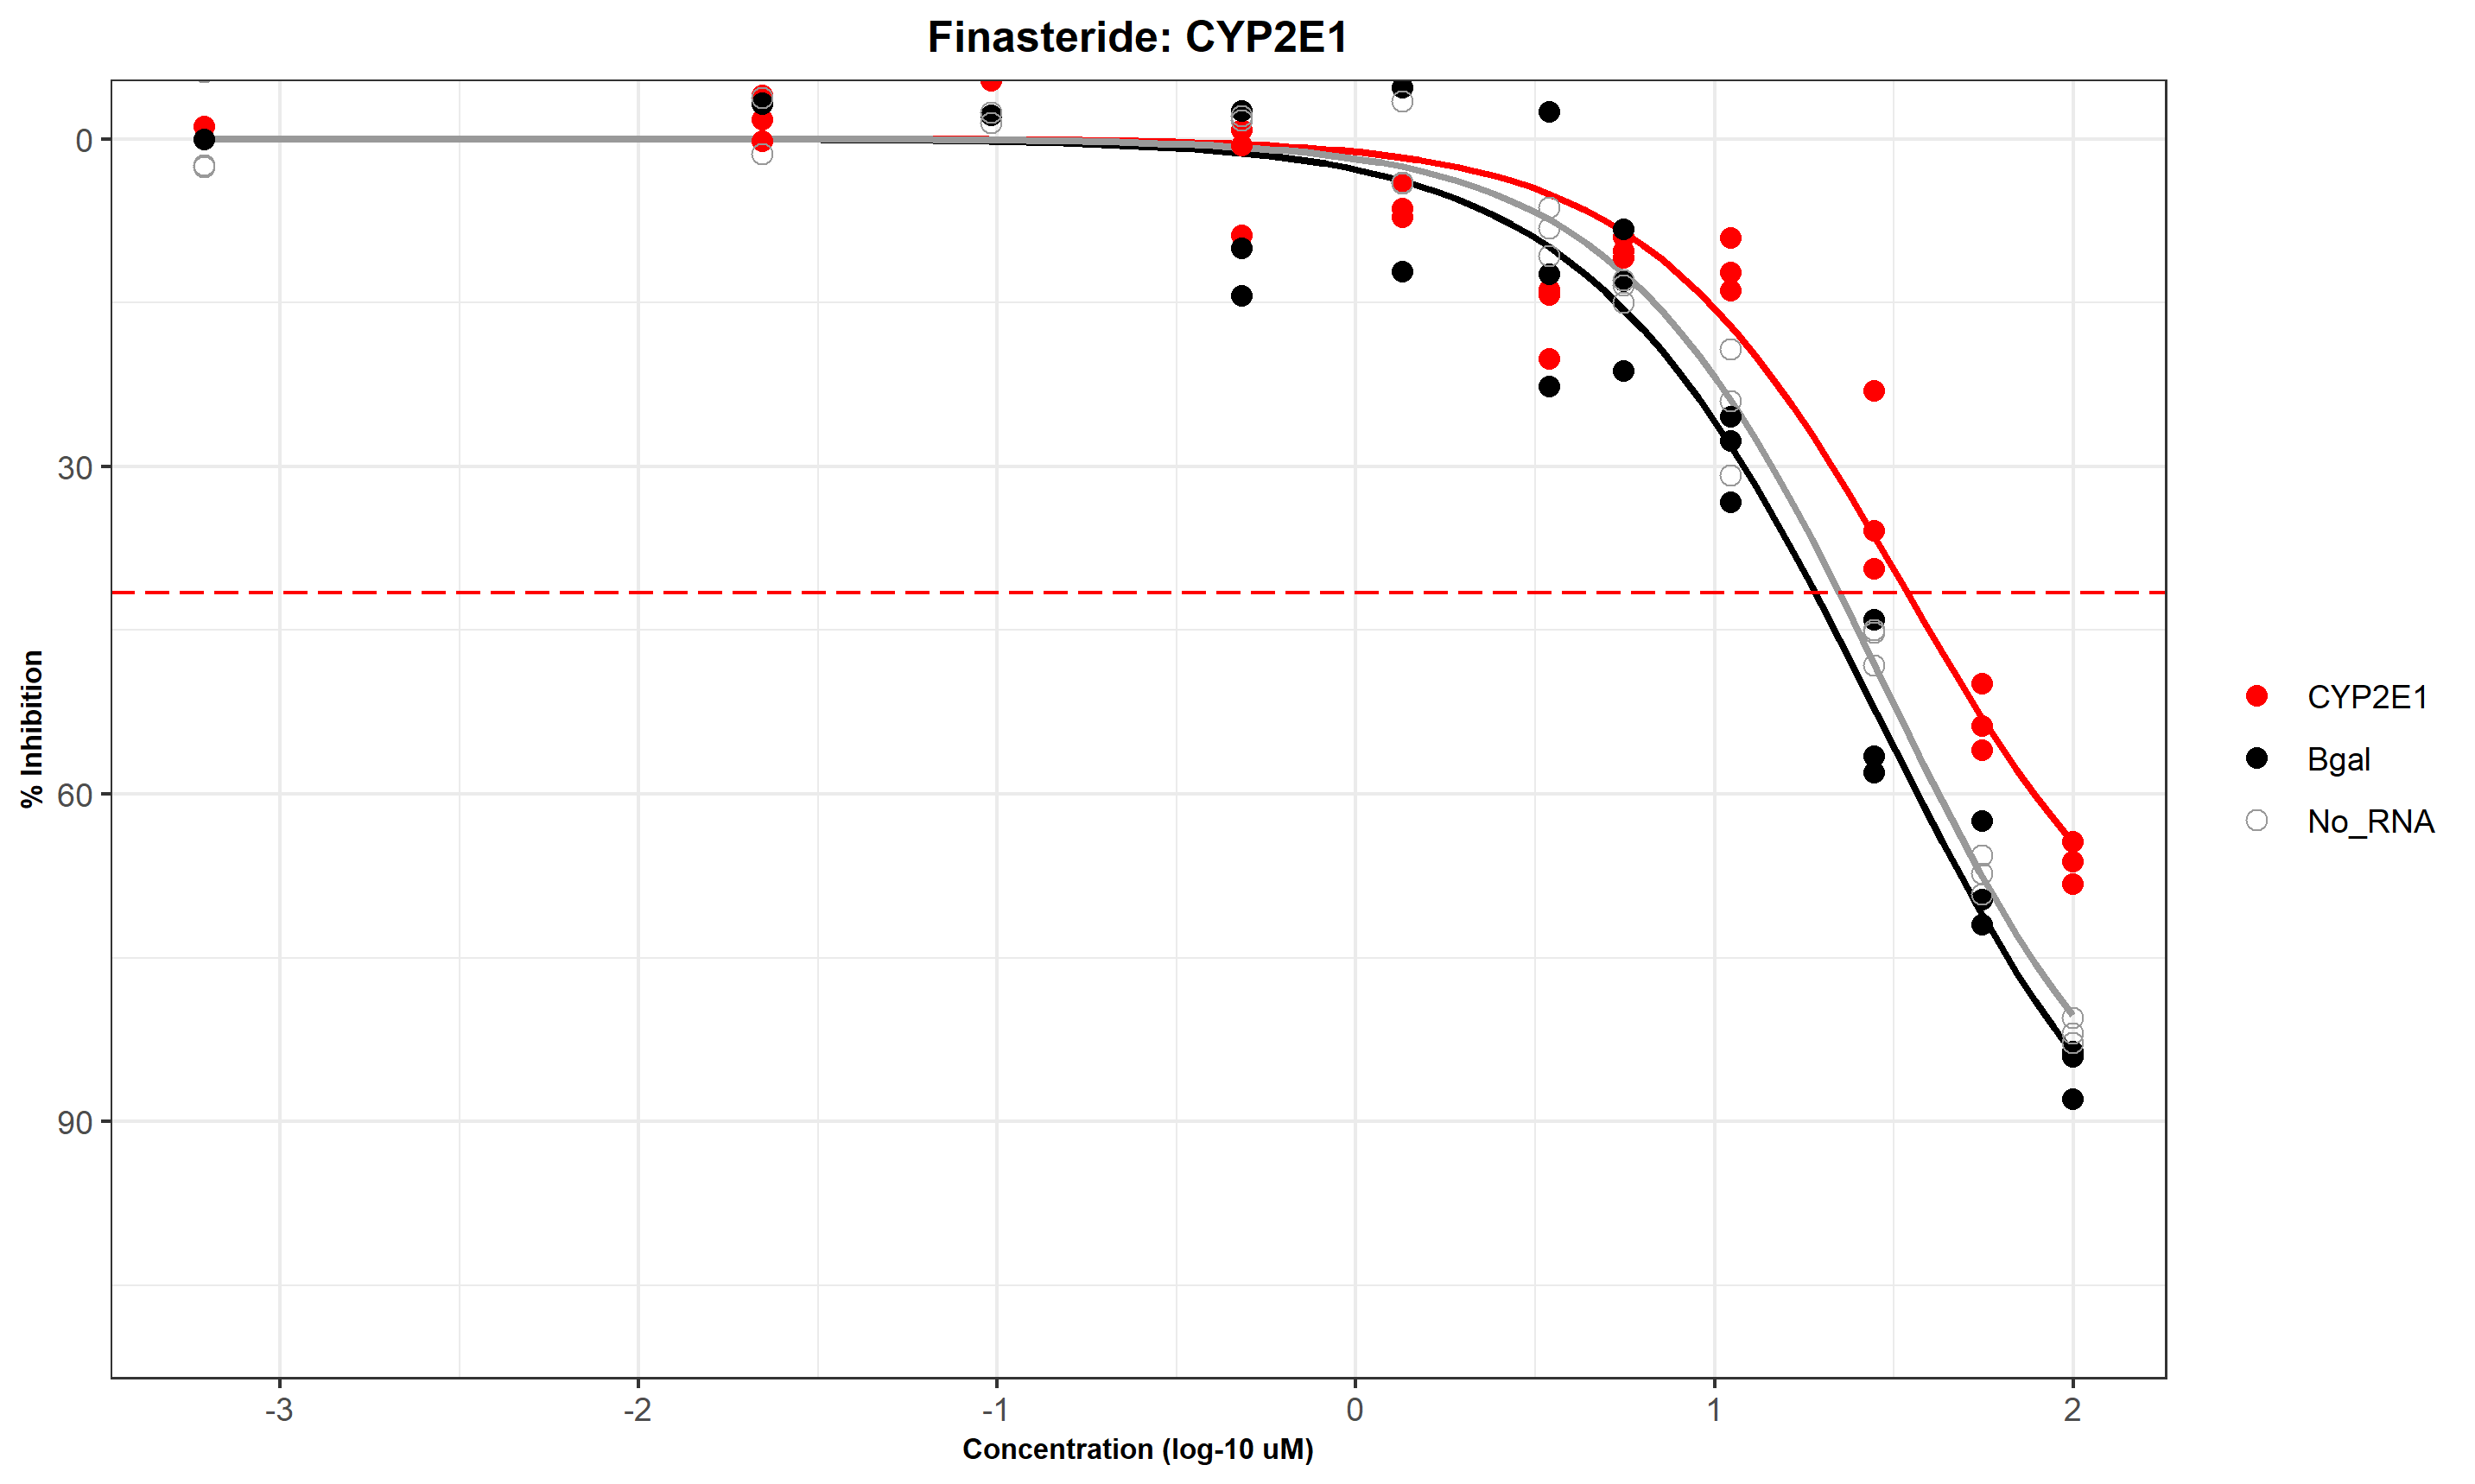 Finasteride: CYP2E1
0
30
60
90
% Inhibition
-3
-2
-1
0
1
2
Concentration (log-10 uM)
CYP2E1
Bgal
No_RNA